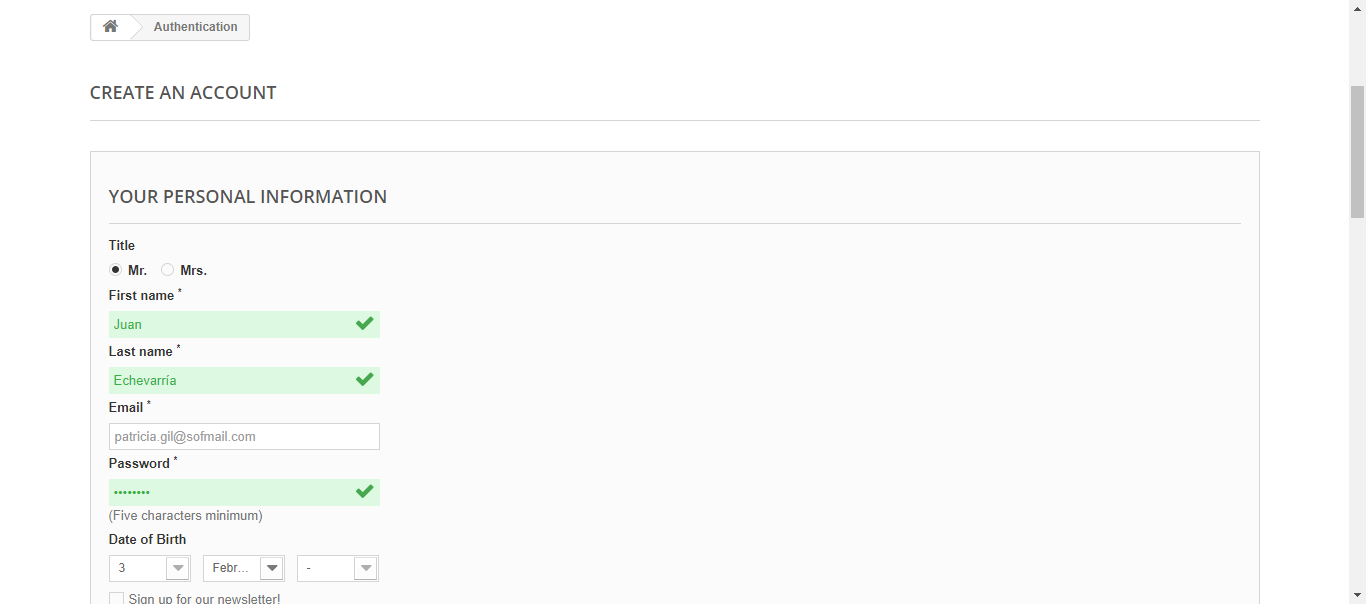 Authentication
CREATE AN ACCOUNT
YOUR PERSONAL INFORMATION
Title
Mr. Mrs.
First name *
Juan
Last name *
Echevarría
Email *
patricia.gil@sofmail.com
Password *
••••••••
(Five characters minimum)
Date of Birth
3 Febr... -
Sign up for our newsletter!